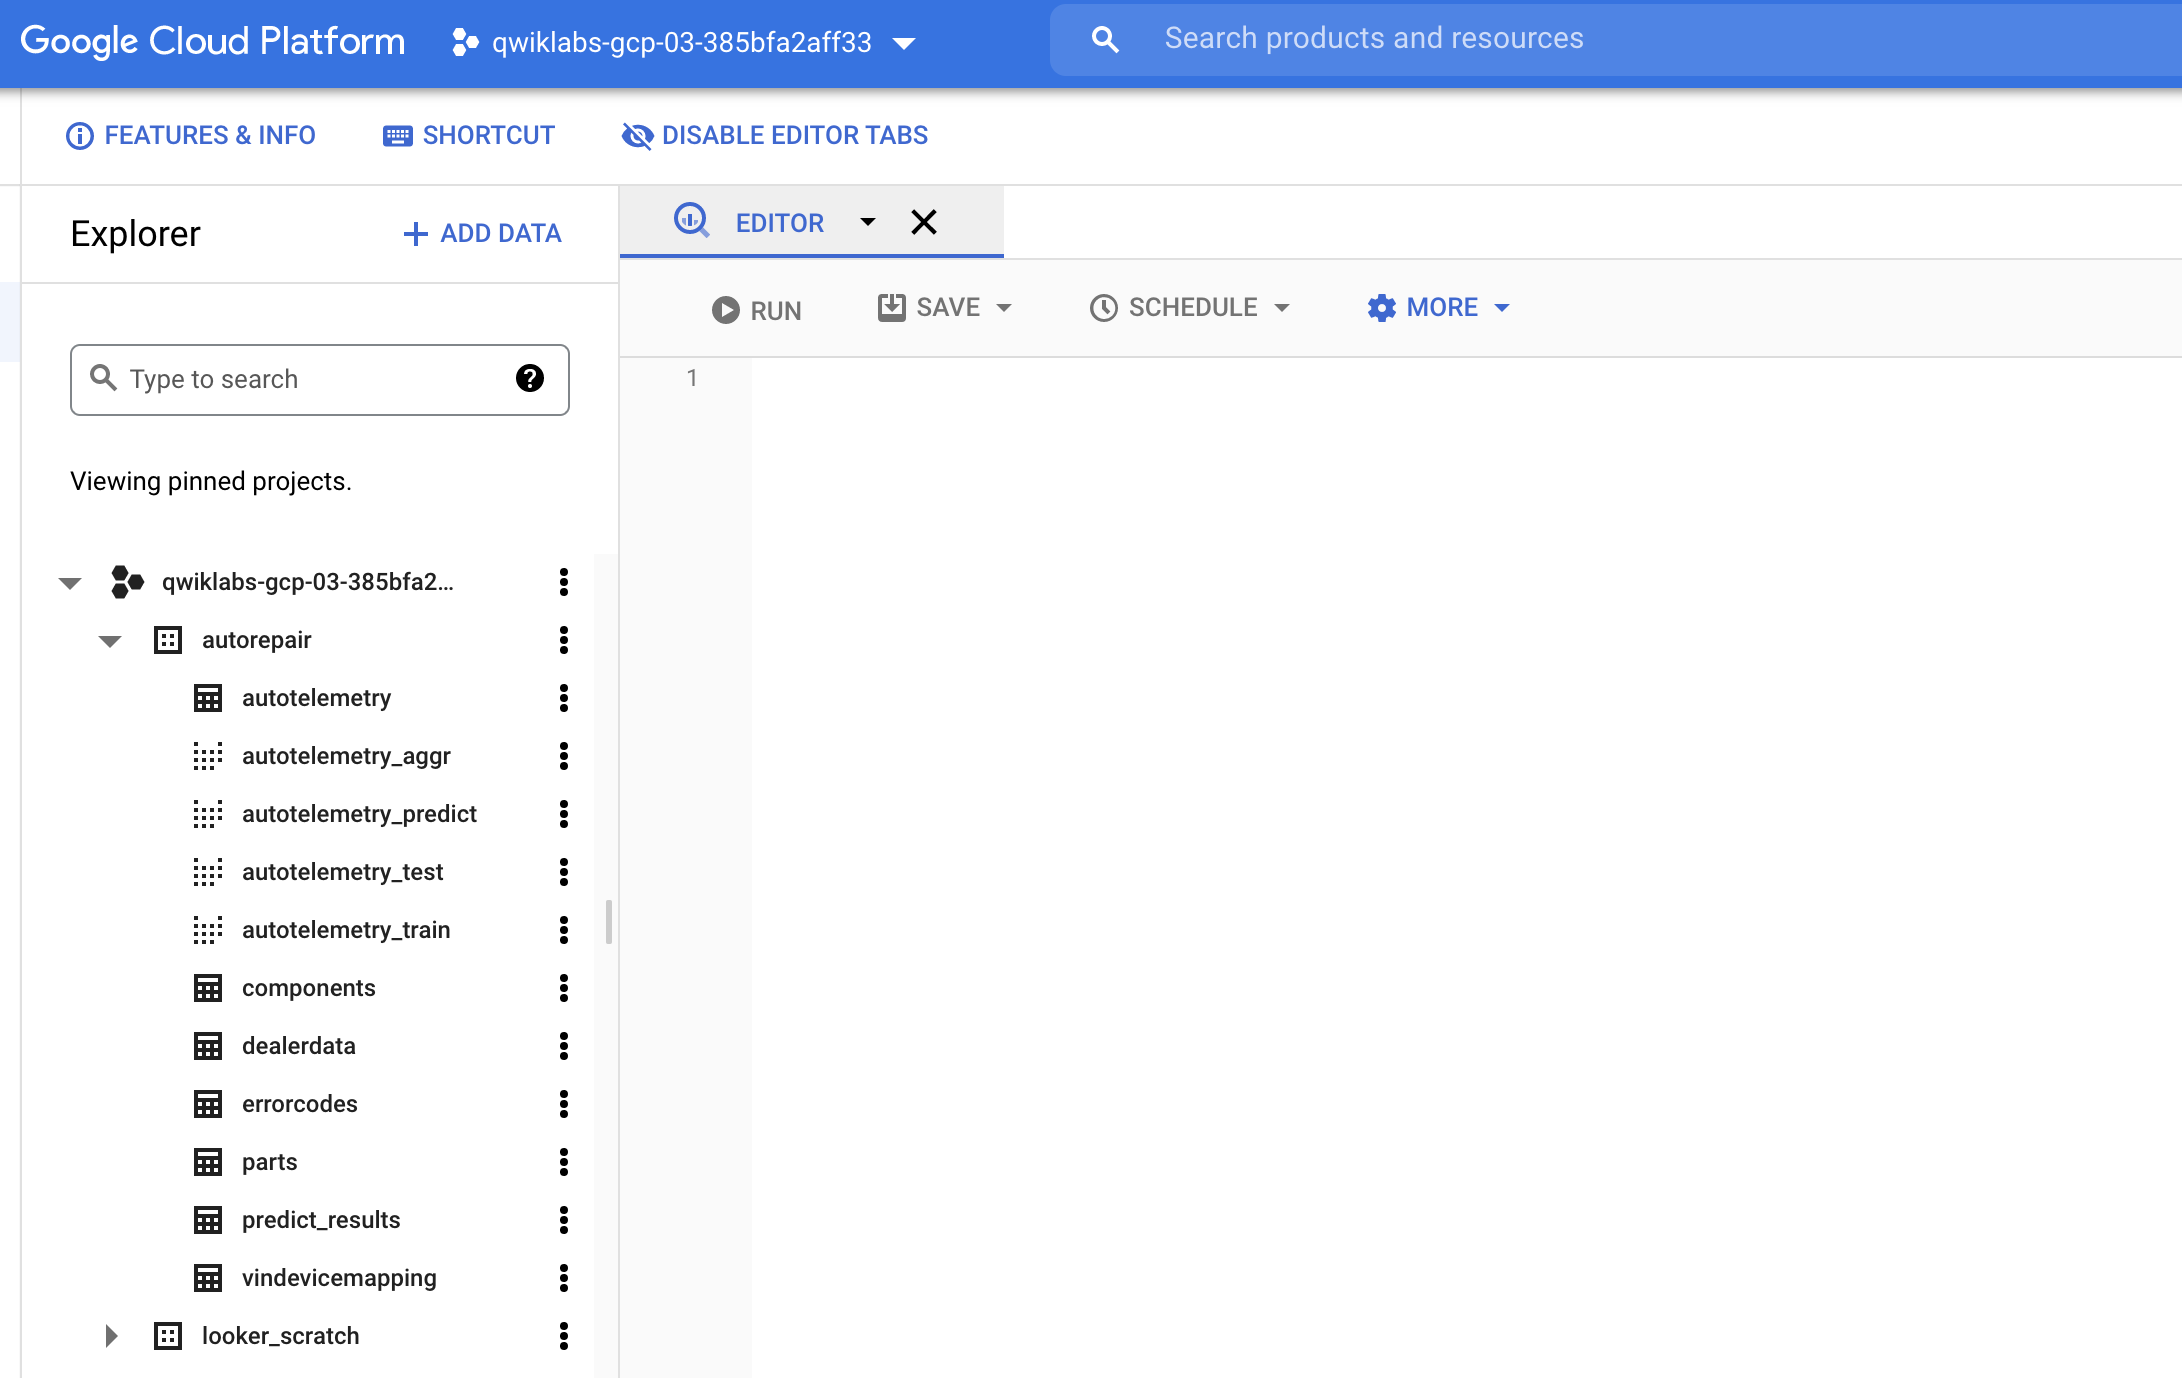 Google Cloud Platform qwiklabs-gcp-03-385bfa2aff33 Search products and resources
FEATURES & INFO SHORTCUT DISABLE EDITOR TABS
Explorer + ADD DATA
EDITOR
RUN SAVE SCHEDULE MORE
Type to search ?
1
Viewing pinned projects.
qwiklabs-gcp-03-385bfa2...
autorepair
autotelemetry
autotelemetry_aggr
autotelemetry_predict
autotelemetry_test
autotelemetry_train
components
dealerdata
errorcodes
parts
predict_results
vindevicemapping
looker_scratch